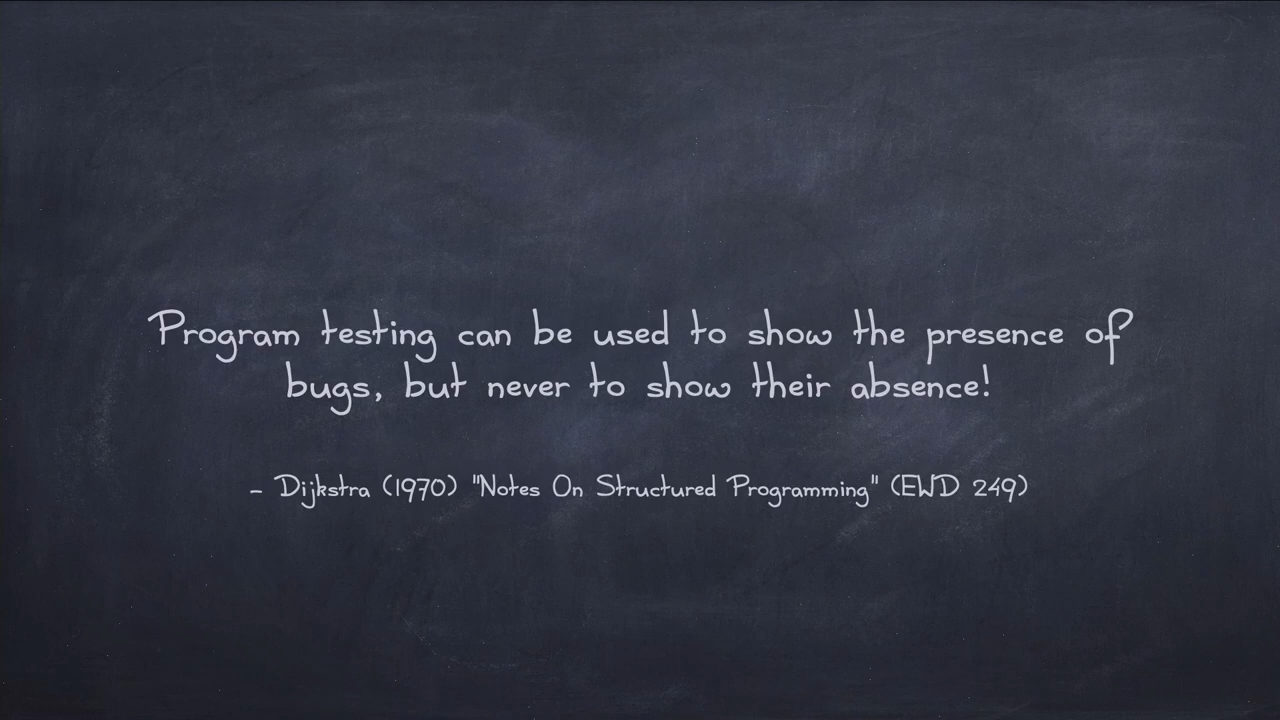 Program testing can be used to show the presence of
bugs, but never to show their absence!
- Dijkstra (1970) "Notes On Structured Programming" (EWD 249)